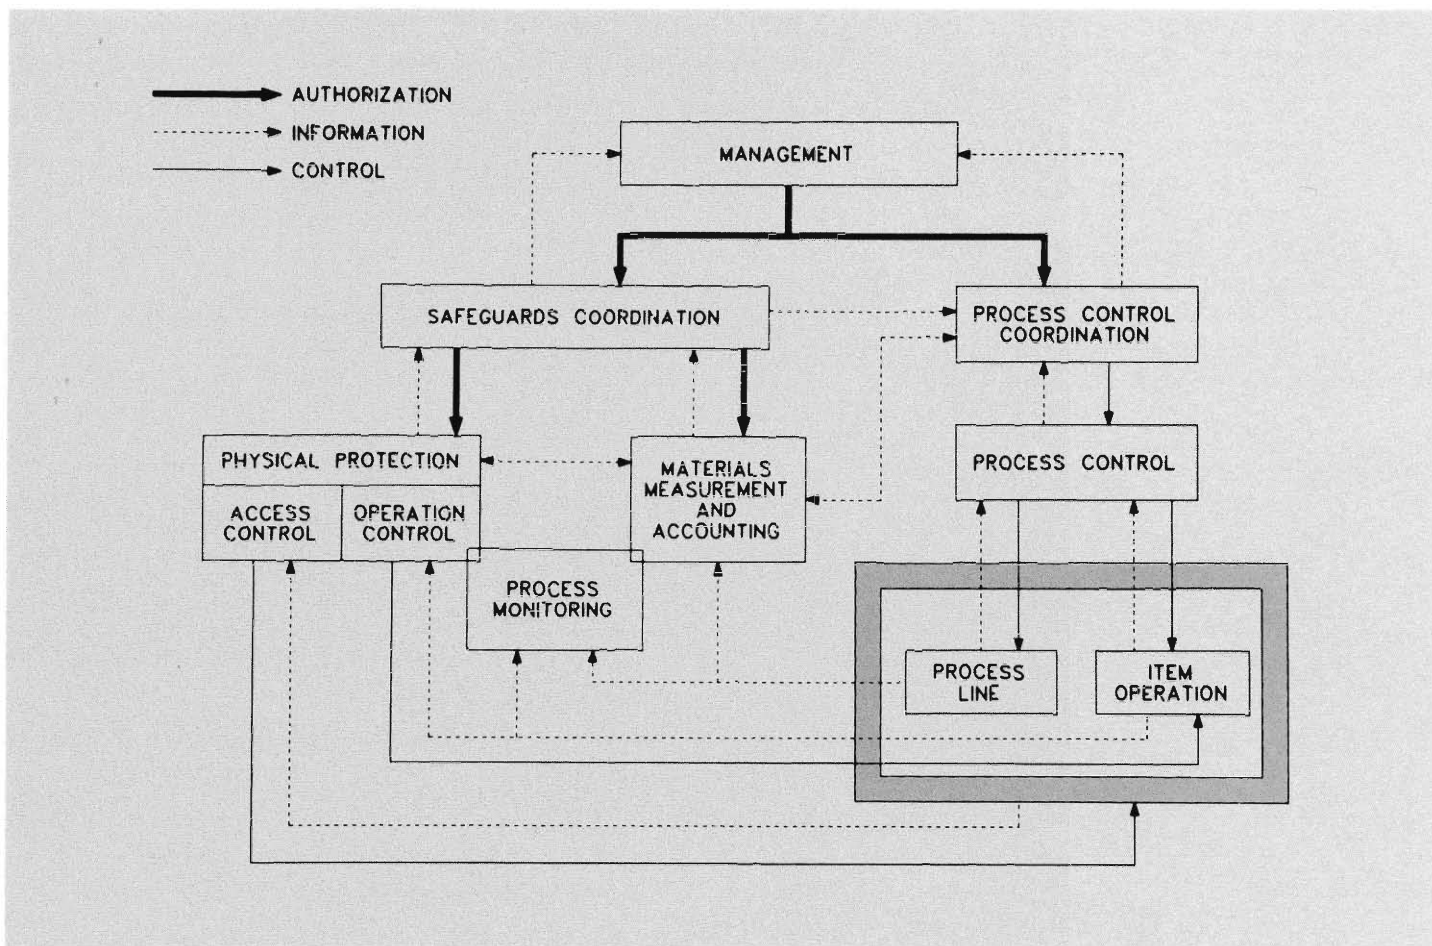 AUTHORIZATION
INFORMATION
CONTROL
MANAGEMENT
SAFEGUARDS COORDINATION
PROCESS CONTROL
COORDINATION
PHYSICAL PROTECTION
ACCESS
CONTROL
OPERATION
CONTROL
MATERIALS
MEASUREMENT
AND
ACCOUNTING
PROCESS CONTROL
PROCESS
MONITORING
PROCESS
LINE
ITEM
OPERATION